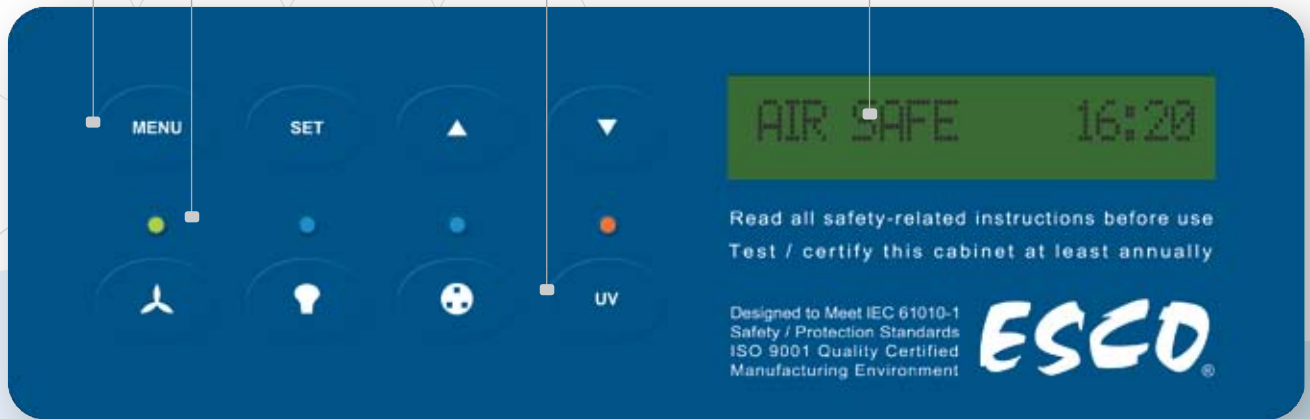 MENU SET ▲ ▼
UV
AIR SAFE 16:20
Read all safety-related instructions before use
Test / certify this cabinet at least annually
Designed to Meet IEC 61010-1
Safety / Protection Standards
ISO 9001 Quality Certified
Manufacturing Environment
ESCO®